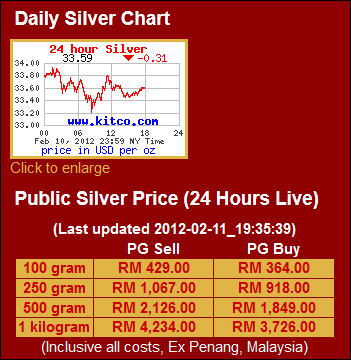 Daily Silver Chart
24 hour Silver
33.59 -0.31
34.00
33.80
33.60
33.40
33.20
33.00
00 06 12 18 24
www.kitco.com
Feb 10, 2012 23:59 NY Time
price in USD per oz
Click to enlarge
Public Silver Price (24 Hours Live)
(Last updated 2012-02-11_19:35:39)
PG Sell PG Buy
100 gram RM 429.00 RM 364.00
250 gram RM 1,067.00 RM 918.00
500 gram RM 2,126.00 RM 1,849.00
1 kilogram RM 4,234.00 RM 3,726.00
(Inclusive all costs, Ex Penang, Malaysia)